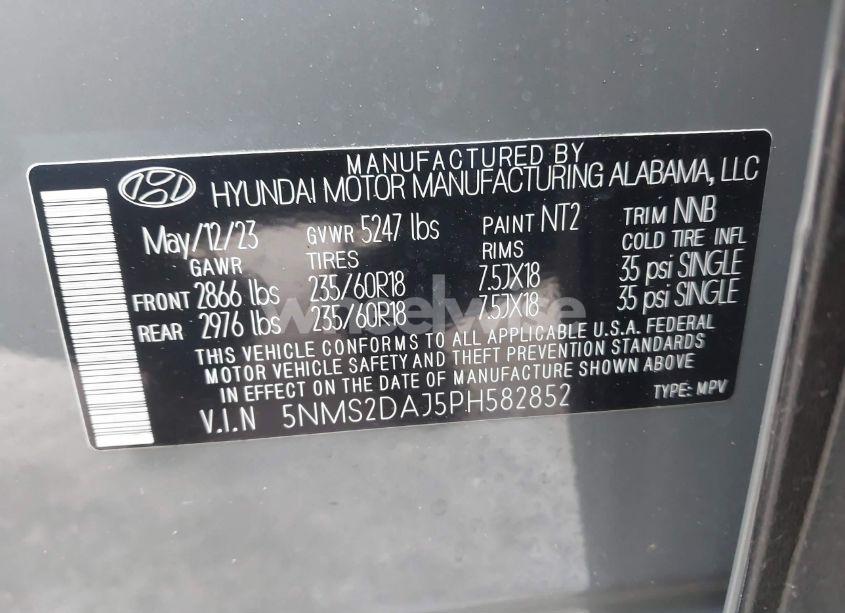 MANUFACTURED BY
HYUNDAI MOTOR MANUFACTURING ALABAMA, LLC
May/12/23 GVWR 5247 lbs PAINT NT2 TRIM NNB
GAWR TIRES RIMS COLD TIRE INFL
FRONT 2866 lbs 235/60R18 7.5JX18 35 psi SINGLE
REAR 2976 lbs 235/60R18 7.5JX18 35 psi SINGLE
wheelwise
THIS VEHICLE CONFORMS TO ALL APPLICABLE U.S.A. FEDERAL
MOTOR VEHICLE SAFETY AND THEFT PREVENTION STANDARDS
IN EFFECT ON THE DATE OF MANUFACTURE SHOWN ABOVE
V.I.N 5NMS2DAJ5PH582852 TYPE: MPV